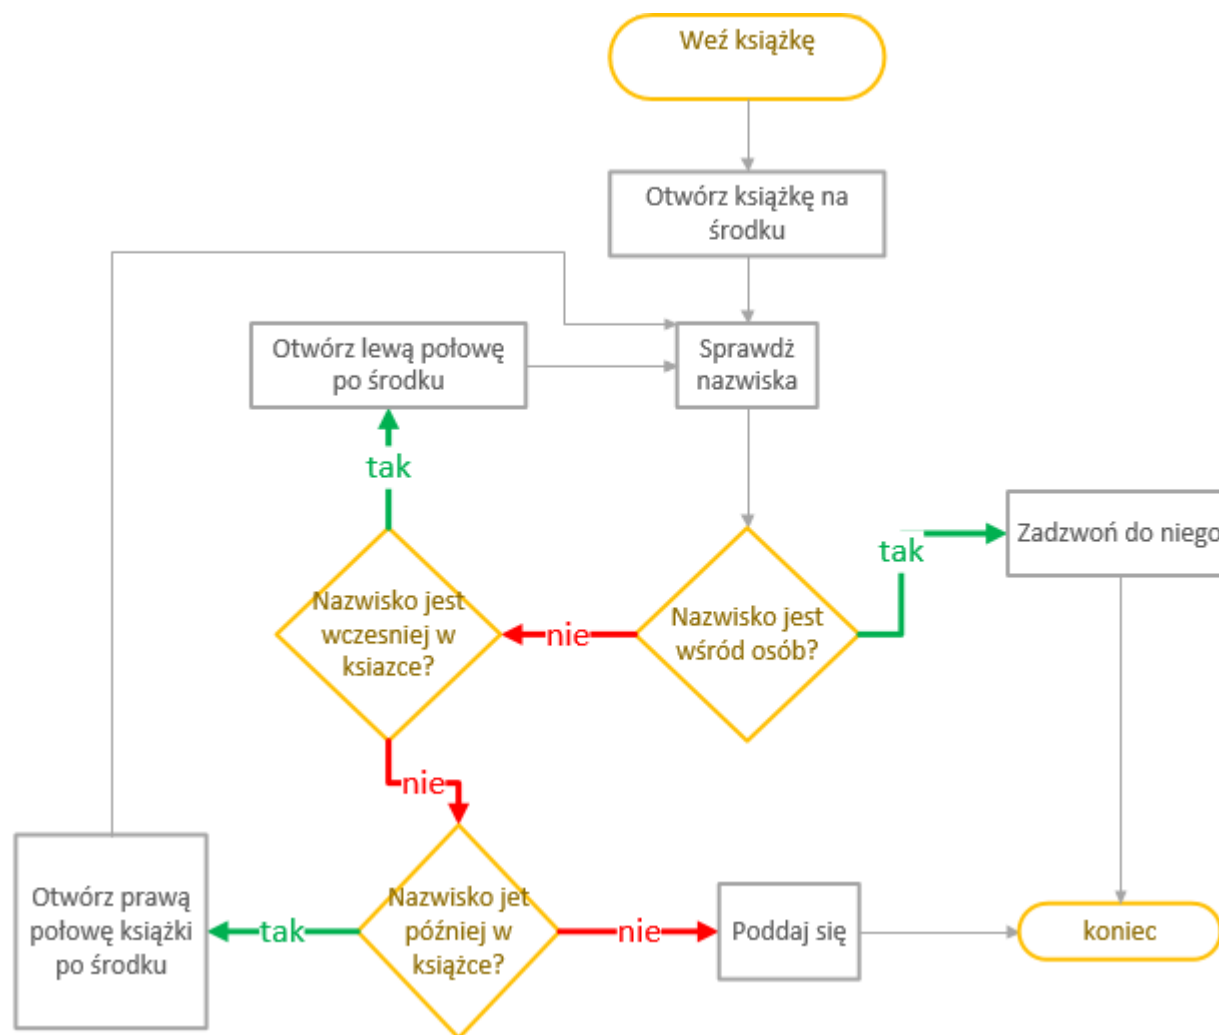 Weź książkę
Otwórz książkę na
środku
Otwórz lewą połowę
po środku
Sprawdż
nazwiska
tak
Zadzwoń do niego
tak
Nazwisko jest
wczesniej w
ksiazce?
nie
Nazwisko jest
wśród osób?
nie
Otwórz prawą
połowę książki
po środku
tak
Nazwisko jet
później w
książce?
nie
Poddaj się
koniec